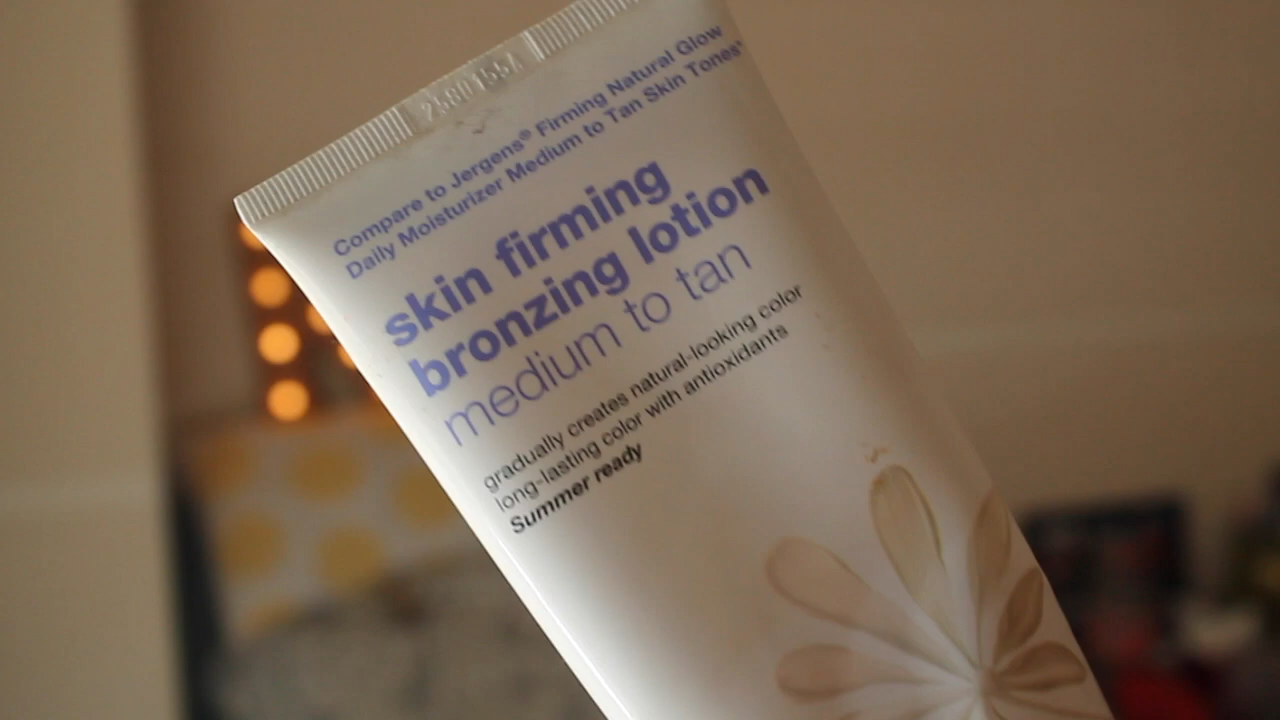 Compare to Jergens® Firming Natural Glow
Daily Moisturizer Medium to Tan Skin Tones*
skin firming
bronzing lotion
medium to tan
gradually creates natural-looking color
long-lasting color with antioxidants
Summer ready